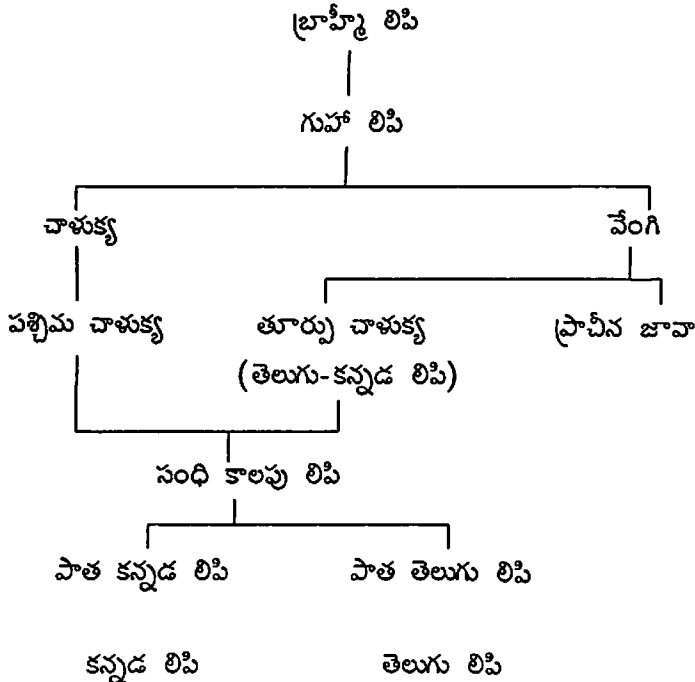 బ్రాహ్మీ లిపి
గుహా లిపి
చాళుక్య వేంగి
పశ్చిమ చాళుక్య తూర్పు చాళుక్య ప్రాచీన జావా
(తెలుగు-కన్నడ లిపి)
సంధి కాలపు లిపి
పాత కన్నడ లిపి పాత తెలుగు లిపి
కన్నడ లిపి తెలుగు లిపి